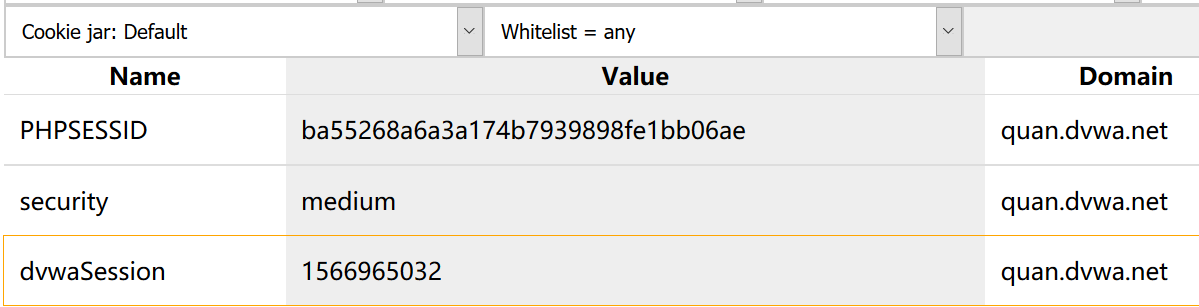 Cookie jar: Default Whitelist = any
Name Value Domain
PHPSESSID ba55268a6a3a174b7939898fe1bb06ae quan.dvwa.net
security medium quan.dvwa.net
dvwaSession 1566965032 quan.dvwa.net